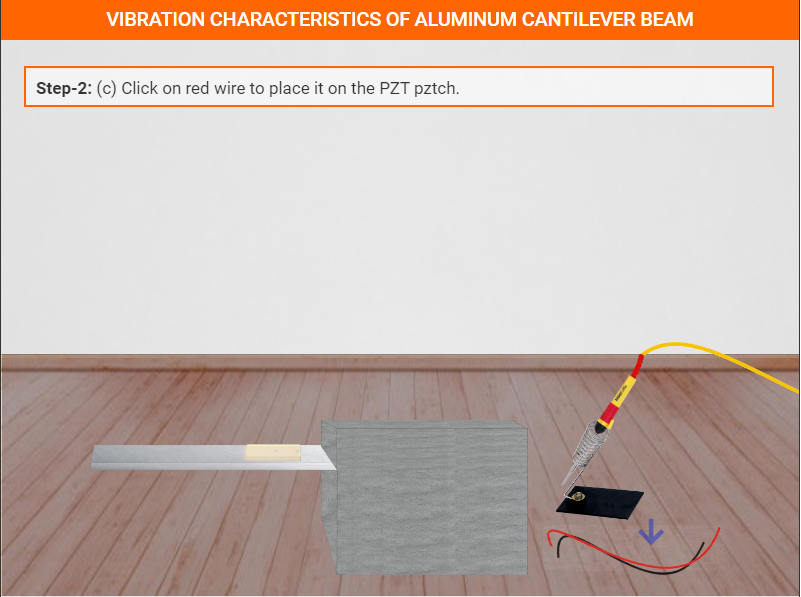 VIBRATION CHARACTERISTICS OF ALUMINUM CANTILEVER BEAM
Step-2: (c) Click on red wire to place it on the PZT pztch.